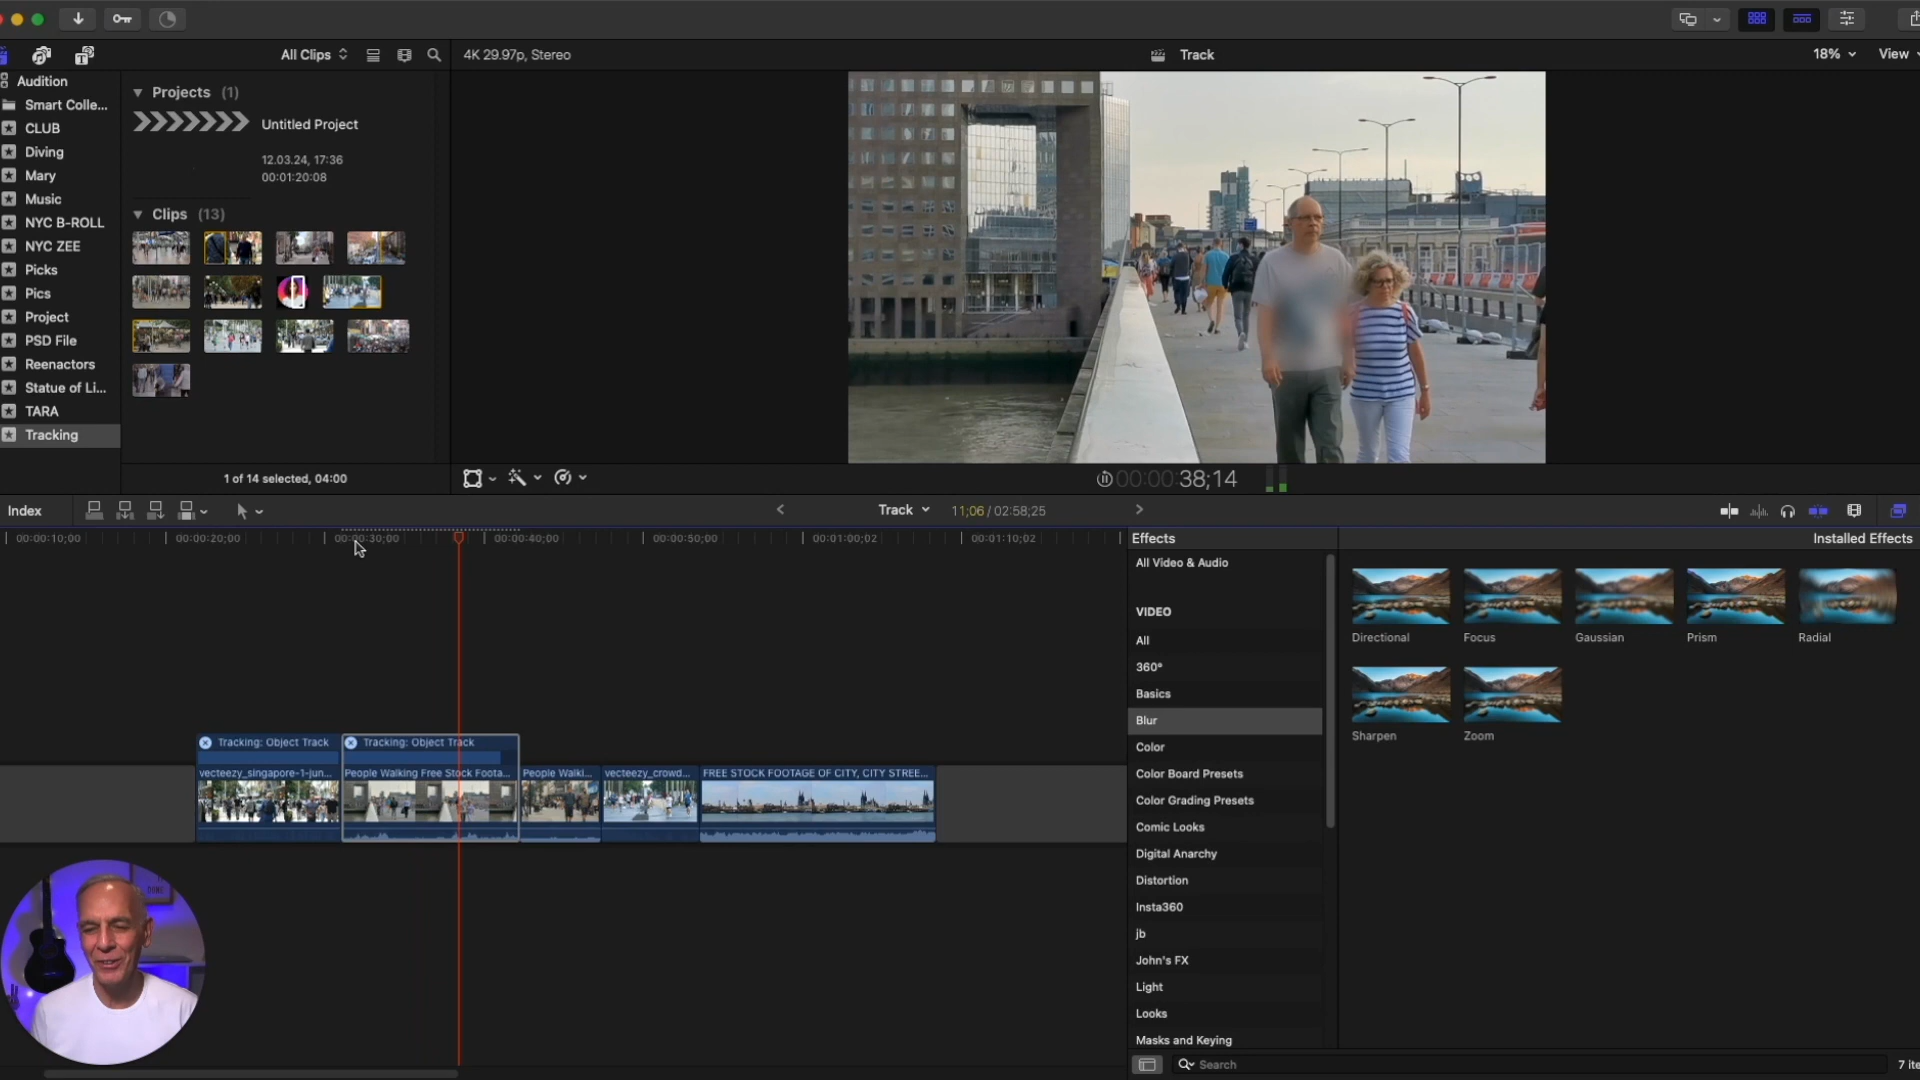 All Clips
4K 29.97p, Stereo
Track
18%
View
Audition
Smart Colle...
CLUB
Diving
Mary
Music
NYC B-ROLL
NYC ZEE
Picks
Pics
Project
PSD File
Reenactors
Statue of Li...
TARA
Tracking
Projects (1)
Untitled Project
12.03.24, 17:36
00:01:20:08
Clips (13)
1 of 14 selected, 04:00
00:00:38;14
Index
Track
11;06 / 02:58;25
00:00:10;00
00:00:20;00
00:00:30;00
00:00:40;00
00:00:50;00
00:01:00;02
00:01:10;02
Tracking: Object Track
Tracking: Object Track
vecteezy_singapore-1-jun...
People Walking Free Stock Foota...
People Walki...
vecteezy_crowd...
FREE STOCK FOOTAGE OF CITY, CITY STREE...
Effects
Installed Effects
All Video & Audio
VIDEO
All
360°
Basics
Blur
Color
Color Board Presets
Color Grading Presets
Comic Looks
Digital Anarchy
Distortion
Insta360
jb
John's FX
Light
Looks
Masks and Keying
Directional
Focus
Gaussian
Prism
Radial
Sharpen
Zoom
Search
7 ite